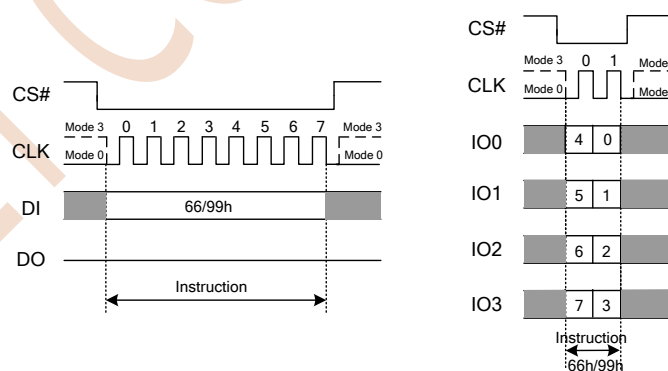 CS#
Mode 3 0 1 2 3 4 5 6 7 Mode 3
CLK Mode 0 Mode 0
DI 66/99h
DO
Instruction
CS#
Mode 3 0 1 Mode
CLK Mode 0 Mode
IO0 4 0
IO1 5 1
IO2 6 2
IO3 7 3
Instruction
66h/99h